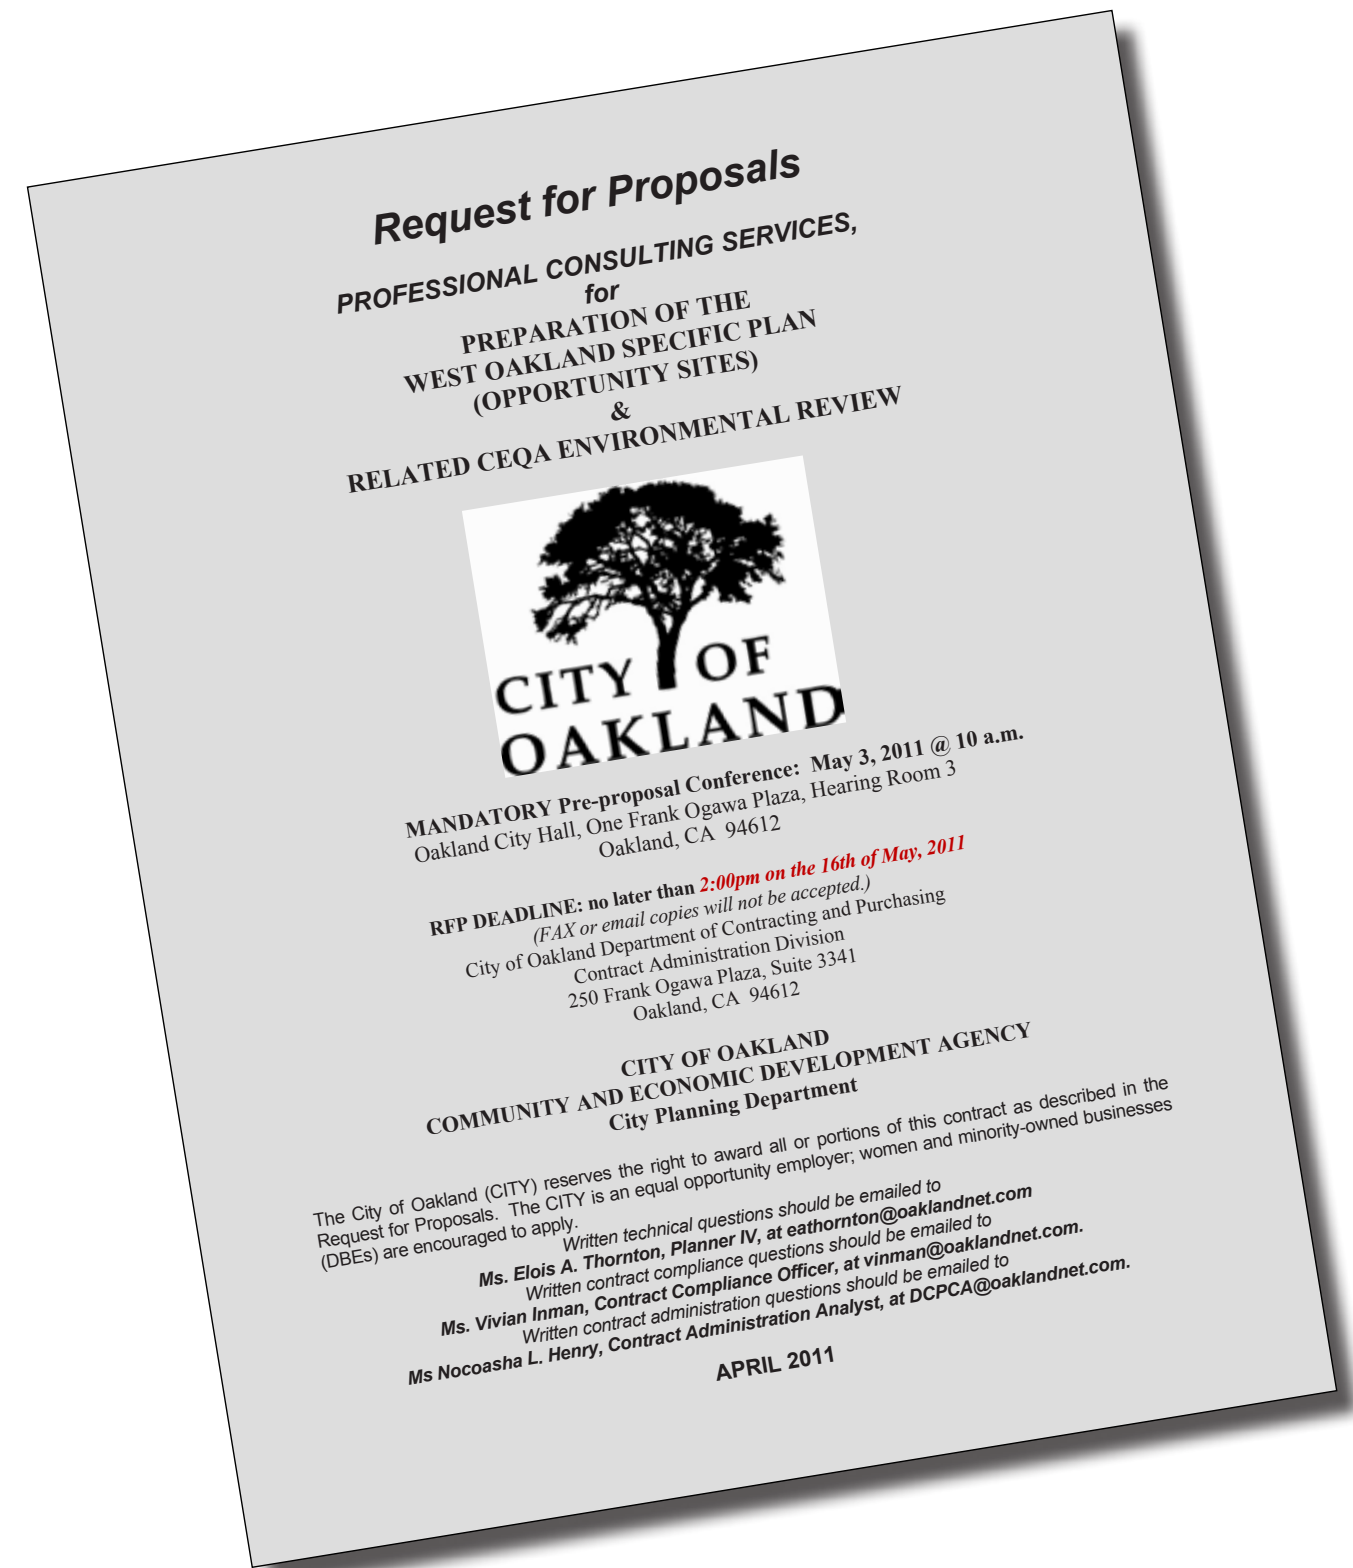 Request for Proposals
PROFESSIONAL CONSULTING SERVICES,
for
PREPARATION OF THE
WEST OAKLAND SPECIFIC PLAN
(OPPORTUNITY SITES)
&
RELATED CEQA ENVIRONMENTAL REVIEW
CITY OF
OAKLAND
MANDATORY Pre-proposal Conference:  May 3, 2011 @ 10 a.m.
Oakland City Hall, One Frank Ogawa Plaza, Hearing Room 3
Oakland, CA  94612
RFP DEADLINE: no later than 2:00pm on the 16th of May, 2011
(FAX or email copies will not be accepted.)
City of Oakland Department of Contracting and Purchasing
Contract Administration Division
250 Frank Ogawa Plaza, Suite 3341
Oakland, CA  94612
CITY OF OAKLAND
COMMUNITY AND ECONOMIC DEVELOPMENT AGENCY
City Planning Department
The City of Oakland (CITY) reserves the right to award all or portions of this contract as described in the
Request for Proposals.  The CITY is an equal opportunity employer; women and minority-owned businesses
(DBEs) are encouraged to apply.
Written technical questions should be emailed to
Ms. Elois A. Thornton, Planner IV, at eathornton@oaklandnet.com
Written contract compliance questions should be emailed to
Ms. Vivian Inman, Contract Compliance Officer, at vinman@oaklandnet.com.
Written contract administration questions should be emailed to
Ms Nocoasha L. Henry, Contract Administration Analyst, at DCPCA@oaklandnet.com.
APRIL 2011